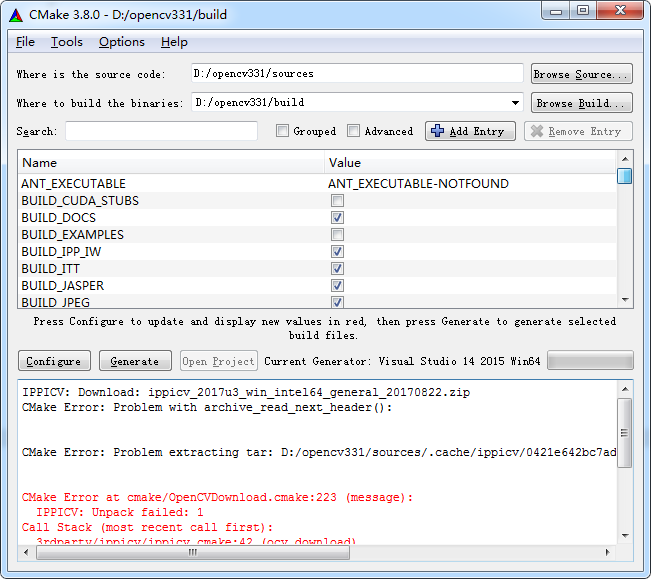 CMake 3.8.0 - D:/opencv331/build
File Tools Options Help
Where is the source code: D:/opencv331/sources Browse Source...
Where to build the binaries: D:/opencv331/build Browse Build...
Search: Grouped Advanced Add Entry Remove Entry
Name Value
ANT_EXECUTABLE ANT_EXECUTABLE-NOTFOUND
BUILD_CUDA_STUBS
BUILD_DOCS
BUILD_EXAMPLES
BUILD_IPP_IW
BUILD_ITT
BUILD_JASPER
BUILD_JPEG
Press Configure to update and display new values in red, then press Generate to generate selected
build files.
Configure Generate Open Project Current Generator: Visual Studio 14 2015 Win64
IPPICV: Download: ippicv_2017u3_win_intel64_general_20170822.zip
CMake Error: Problem with archive_read_next_header():
CMake Error: Problem extracting tar: D:/opencv331/sources/.cache/ippicv/0421e642bc7ad
CMake Error at cmake/OpenCVDownload.cmake:223 (message):
IPPICV: Unpack failed: 1
Call Stack (most recent call first):
3rdparty/ippicv/ippicv.cmake:42 (ocv_download)